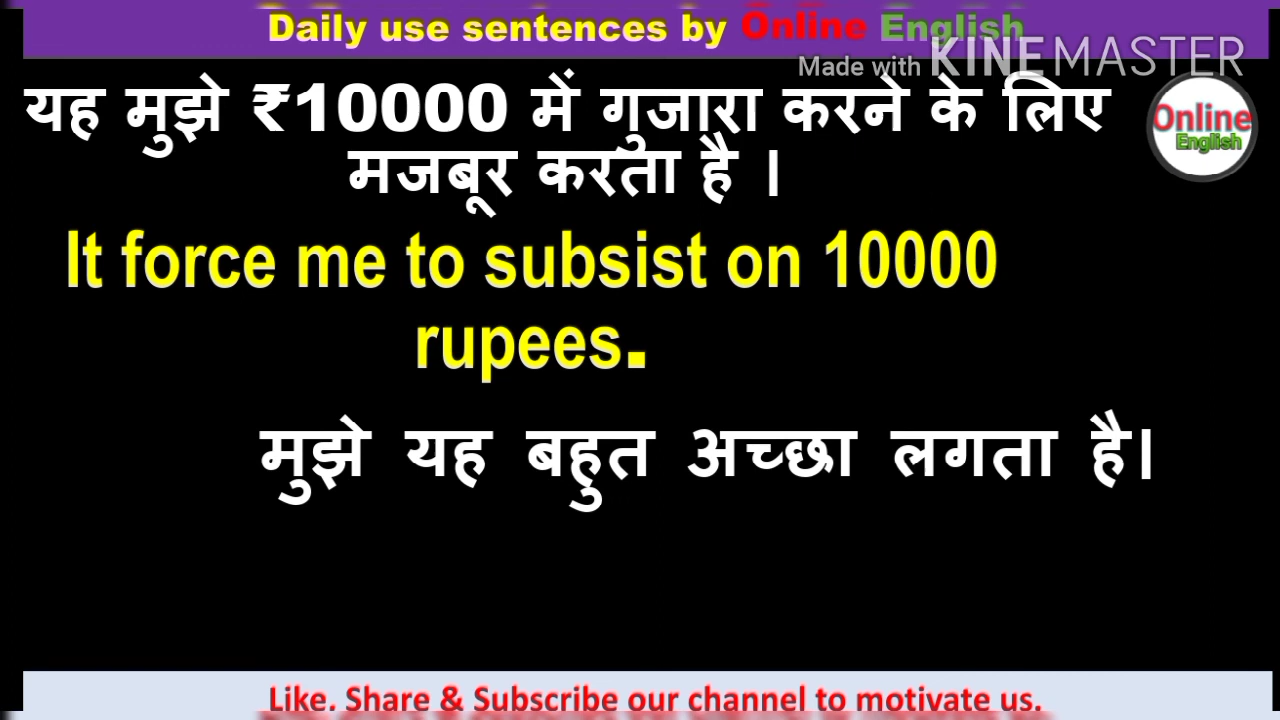 Daily use sentences by Online English
Made with KINEMASTER
यह मुझे ₹10000 में गुजारा करने के लिए
मजबूर करता है ।
Online
English
It force me to subsist on 10000
rupees.
मुझे यह बहुत अच्छा लगता है।
Like, Share & Subscribe our channel to motivate us.